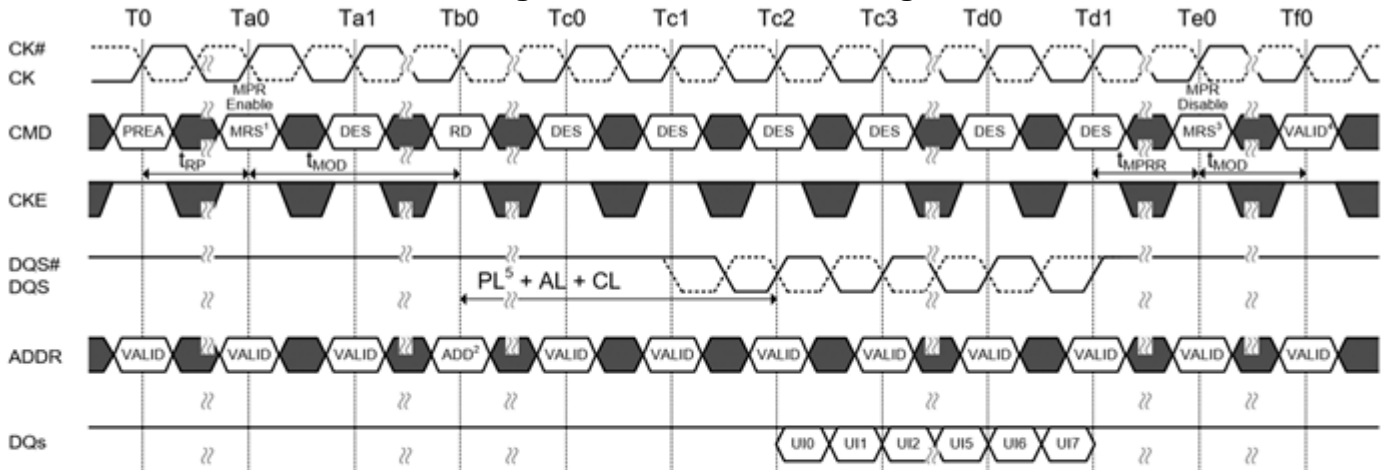 T0 Ta0 Ta1 Tb0 Tc0 Tc1 Tc2 Tc3 Td0 Td1 Te0 Tf0
CK#
CK
MPR Enable MPR Disable
CMD PREA MRS¹ DES RD DES DES DES DES DES DES MRS³ VALID⁴
tRP tMOD tMPRR tMOD
CKE
DQS#
DQS
PL⁵ + AL + CL
ADDR VALID VALID VALID ADD² VALID VALID VALID VALID VALID VALID VALID VALID
DQs UI0 UI1 UI2 UI5 UI6 UI7